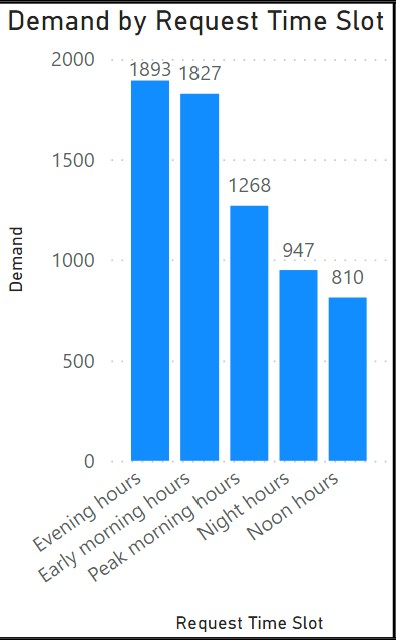 Demand by Request Time Slot
2000
1893
1827
1500
1268
1000
947
810
500
0
Demand
Evening hours
Early morning hours
Peak morning hours
Night hours
Noon hours
Request Time Slot